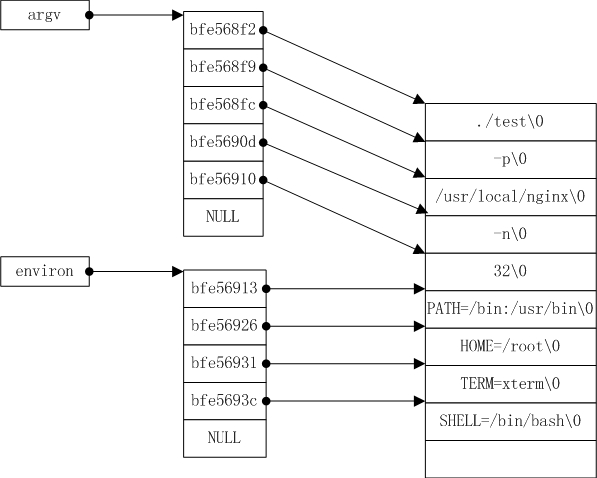 argv
bfe568f2
bfe568f9
bfe568fc
bfe5690d
bfe56910
NULL
./test\0
-p\0
/usr/local/nginx\0
-n\0
32\0
PATH=/bin:/usr/bin\0
HOME=/root\0
TERM=xterm\0
SHELL=/bin/bash\0
environ
bfe56913
bfe56926
bfe56931
bfe5693c
NULL